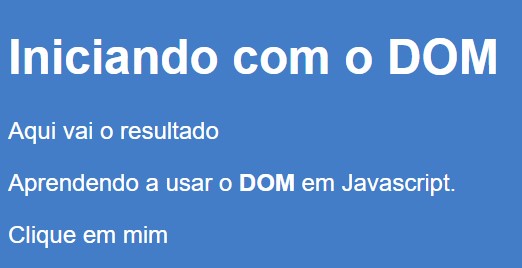 Iniciando com o DOM
Aqui vai o resultado
Aprendendo a usar o DOM em Javascript.
Clique em mim